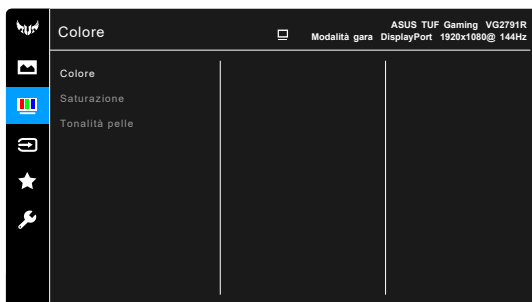 Colore
ASUS TUF Gaming VG2791R
Modalità gara DisplayPort 1920x1080@ 144Hz
Colore
Saturazione
Tonalità pelle